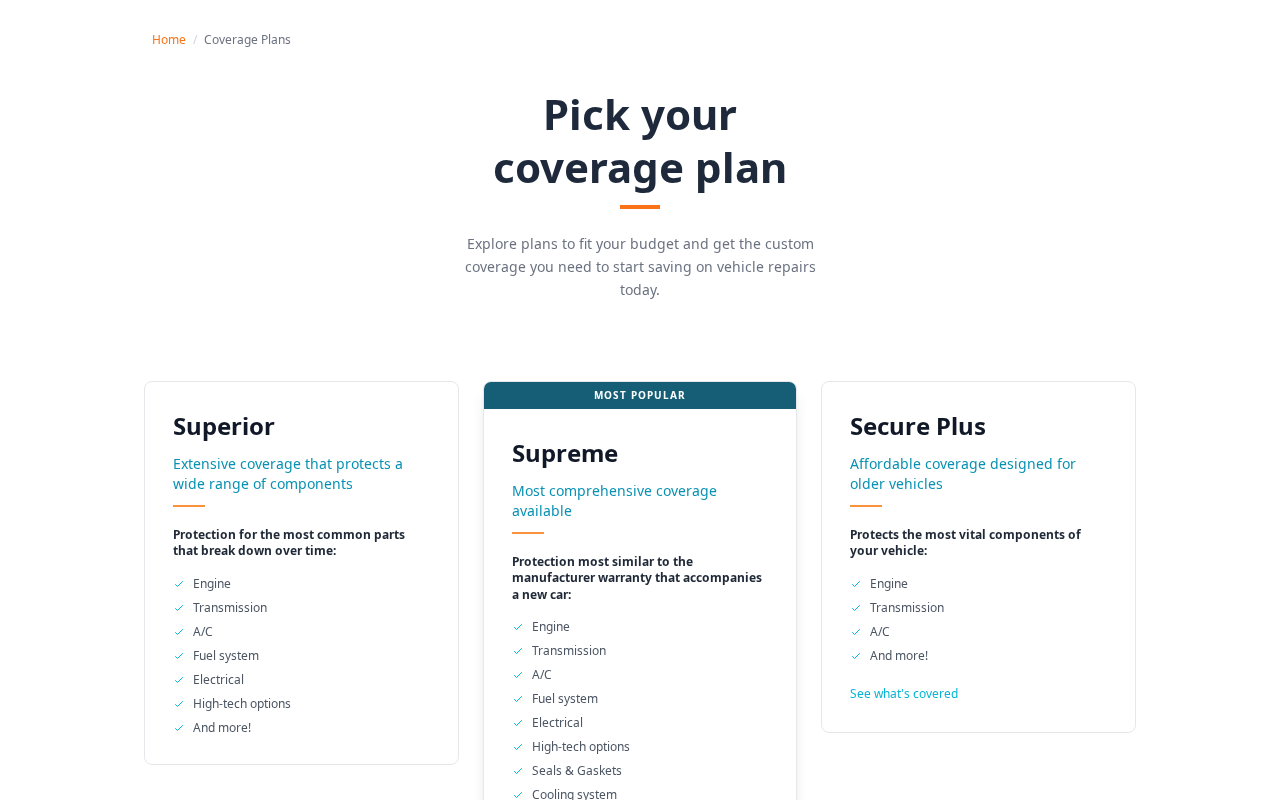 Home / Coverage Plans
Pick your
coverage plan
Explore plans to fit your budget and get the custom
coverage you need to start saving on vehicle repairs
today.
Superior
Extensive coverage that protects a
wide range of components
Protection for the most common parts
that break down over time:
Engine
Transmission
A/C
Fuel system
Electrical
High-tech options
And more!
MOST POPULAR
Supreme
Most comprehensive coverage
available
Protection most similar to the
manufacturer warranty that accompanies
a new car:
Engine
Transmission
A/C
Fuel system
Electrical
High-tech options
Seals & Gaskets
Cooling system
Secure Plus
Affordable coverage designed for
older vehicles
Protects the most vital components of
your vehicle:
Engine
Transmission
A/C
And more!
See what's covered